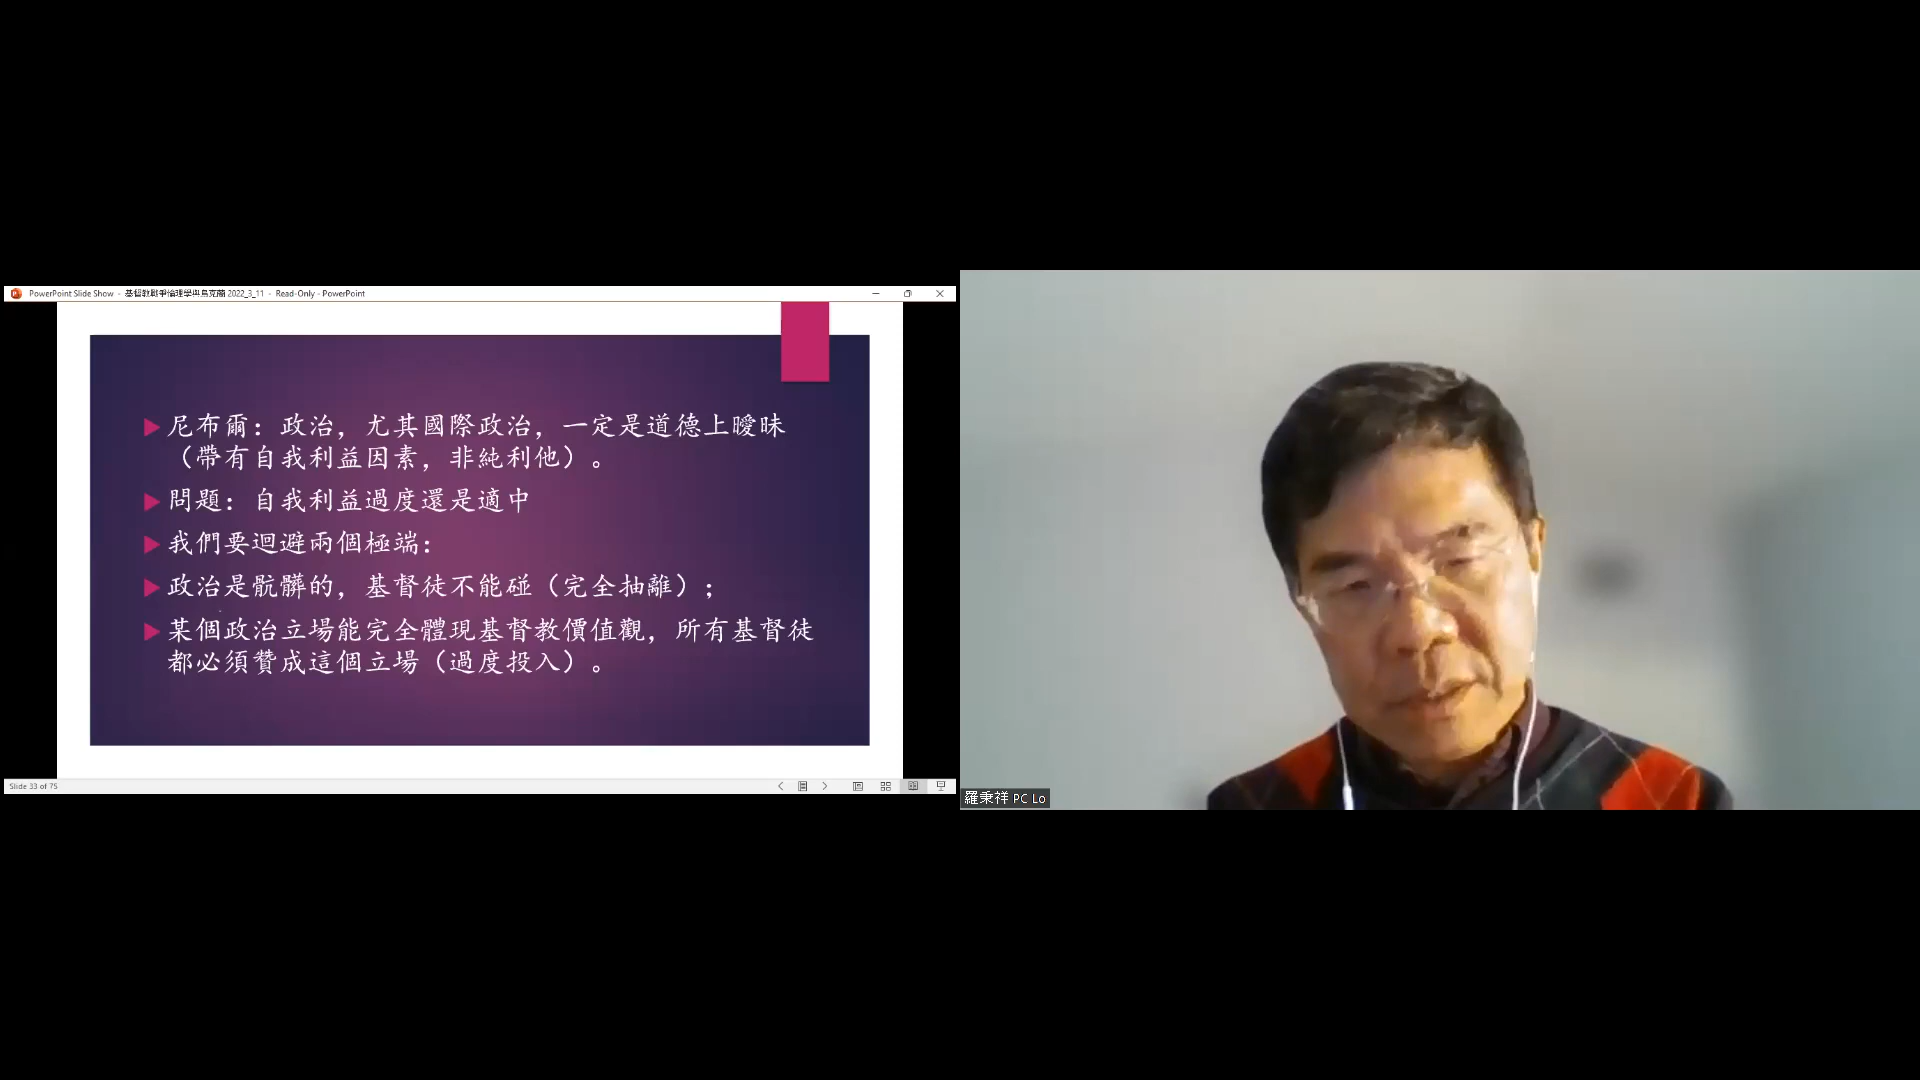 PowerPoint Slide Show - 基督教戰爭倫理學與烏克蘭 2022_3_11 - Read-Only - PowerPoint
尼布爾：政治，尤其國際政治，一定是道德上曖昧
（帶有自我利益因素，非純利他）。
問題：自我利益過度還是適中
我們要迴避兩個極端：
政治是骯髒的，基督徒不能碰（完全抽離）；
某個政治立場能完全體現基督教價值觀，所有基督徒
都必須贊成這個立場（過度投入）。
Slide 33 of 75
羅秉祥 PC Lo